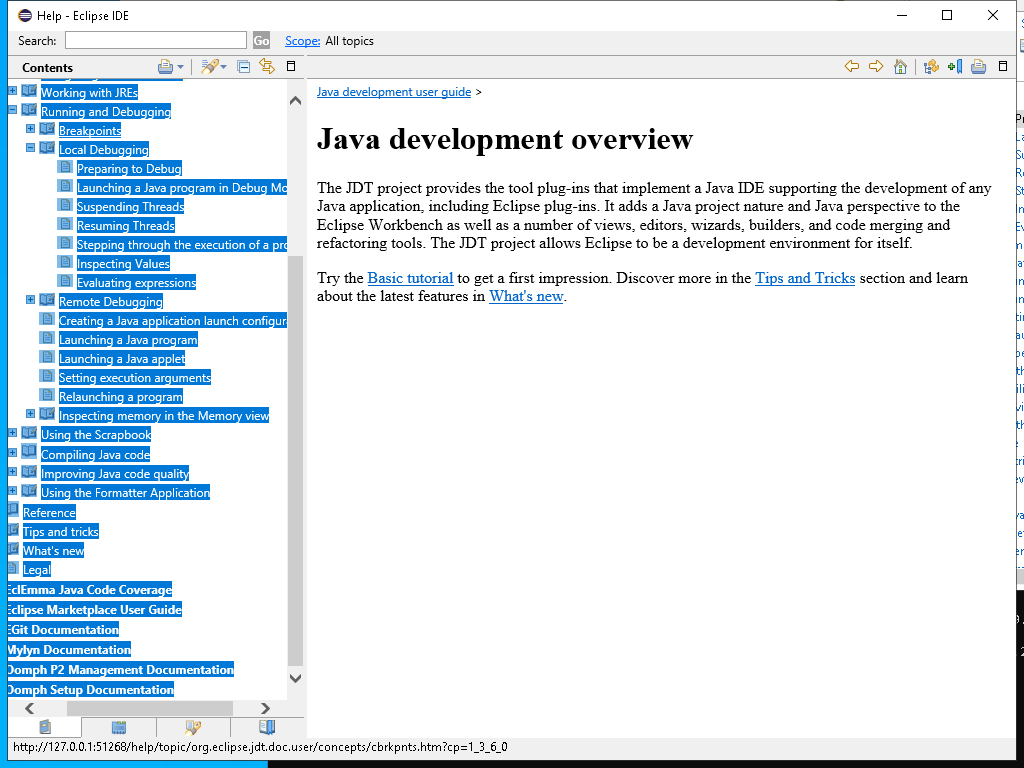 Help - Eclipse IDE
Search:
Go
Scope: All topics
Contents
Working with JREs
Running and Debugging
Breakpoints
Local Debugging
Preparing to Debug
Launching a Java program in Debug Mo
Suspending Threads
Resuming Threads
Stepping through the execution of a pro
Inspecting Values
Evaluating expressions
Remote Debugging
Creating a Java application launch configura
Launching a Java program
Launching a Java applet
Setting execution arguments
Relaunching a program
Inspecting memory in the Memory view
Using the Scrapbook
Compiling Java code
Improving Java code quality
Using the Formatter Application
Reference
Tips and tricks
What's new
Legal
EclEmma Java Code Coverage
Eclipse Marketplace User Guide
EGit Documentation
Mylyn Documentation
Oomph P2 Management Documentation
Oomph Setup Documentation
Java development user guide >
Java development overview
The JDT project provides the tool plug-ins that implement a Java IDE supporting the development of any
Java application, including Eclipse plug-ins. It adds a Java project nature and Java perspective to the
Eclipse Workbench as well as a number of views, editors, wizards, builders, and code merging and
refactoring tools. The JDT project allows Eclipse to be a development environment for itself.
Try the Basic tutorial to get a first impression. Discover more in the Tips and Tricks section and learn
about the latest features in What's new.
http://127.0.0.1:51268/help/topic/org.eclipse.jdt.doc.user/concepts/cbrkpnts.htm?cp=1_3_6_0